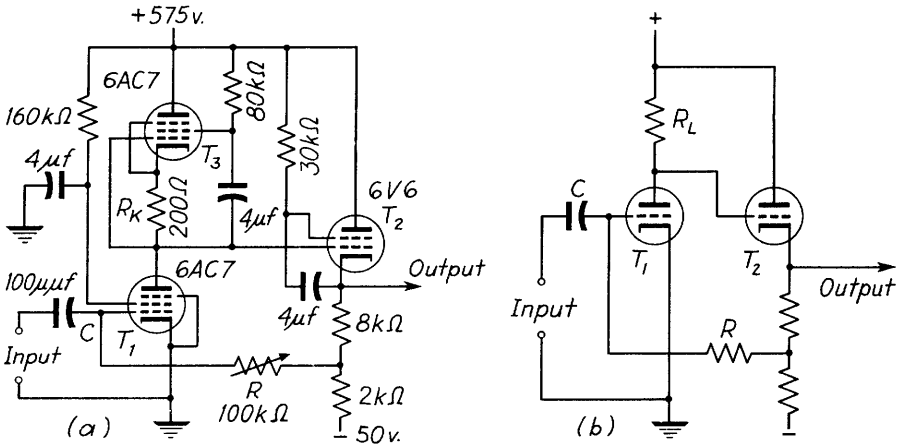 +575v.
6AC7
160kΩ
80kΩ
T3
30kΩ
4μf
RK
200Ω
4μf
6V6
T2
6AC7
Output
100μμf
C
T1
4μf
8kΩ
Input
R
100kΩ
2kΩ
(a)
– 50v.
+
RL
C
T1
T2
Output
Input
R
(b)
–